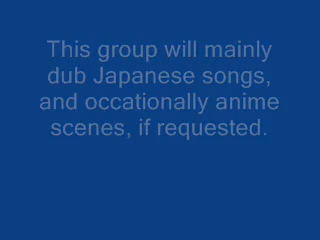 This group will mainly
dub Japanese songs,
and occationally anime
scenes, if requested.